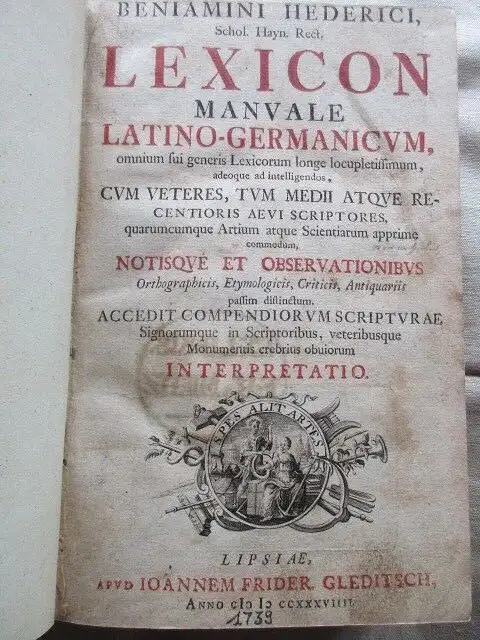 BENIAMINI HEDERICI,
Schol. Hayn. Rect.
LEXICON
MANVALE
LATINO-GERMANICVM,
omnium sui generis Lexicorum longe locupletissimum,
adeoque ad intelligendos,
CVM VETERES, TVM MEDII ATQVE RE-
CENTIORIS AEVI SCRIPTORES,
quarumcumque Artium atque Scientiarum apprime
commodum,
NOTISQVE ET OBSERVATIONIBVS
Orthographicis, Etymologicis, Criticis, Antiquariis
passim distinctum.
ACCEDIT COMPENDIORVM SCRIPTVRAE
Signorumque in Scriptoribus, veteribusque
Monumentis crebrius obuiorum
INTERPRETATIO.
SPES ALIT ARTES
LIPSIAE,
APVD IOANNEM FRIDER. GLEDITSCH,
ANNO CIƆ IƆ CCXXXVIIII.
1739